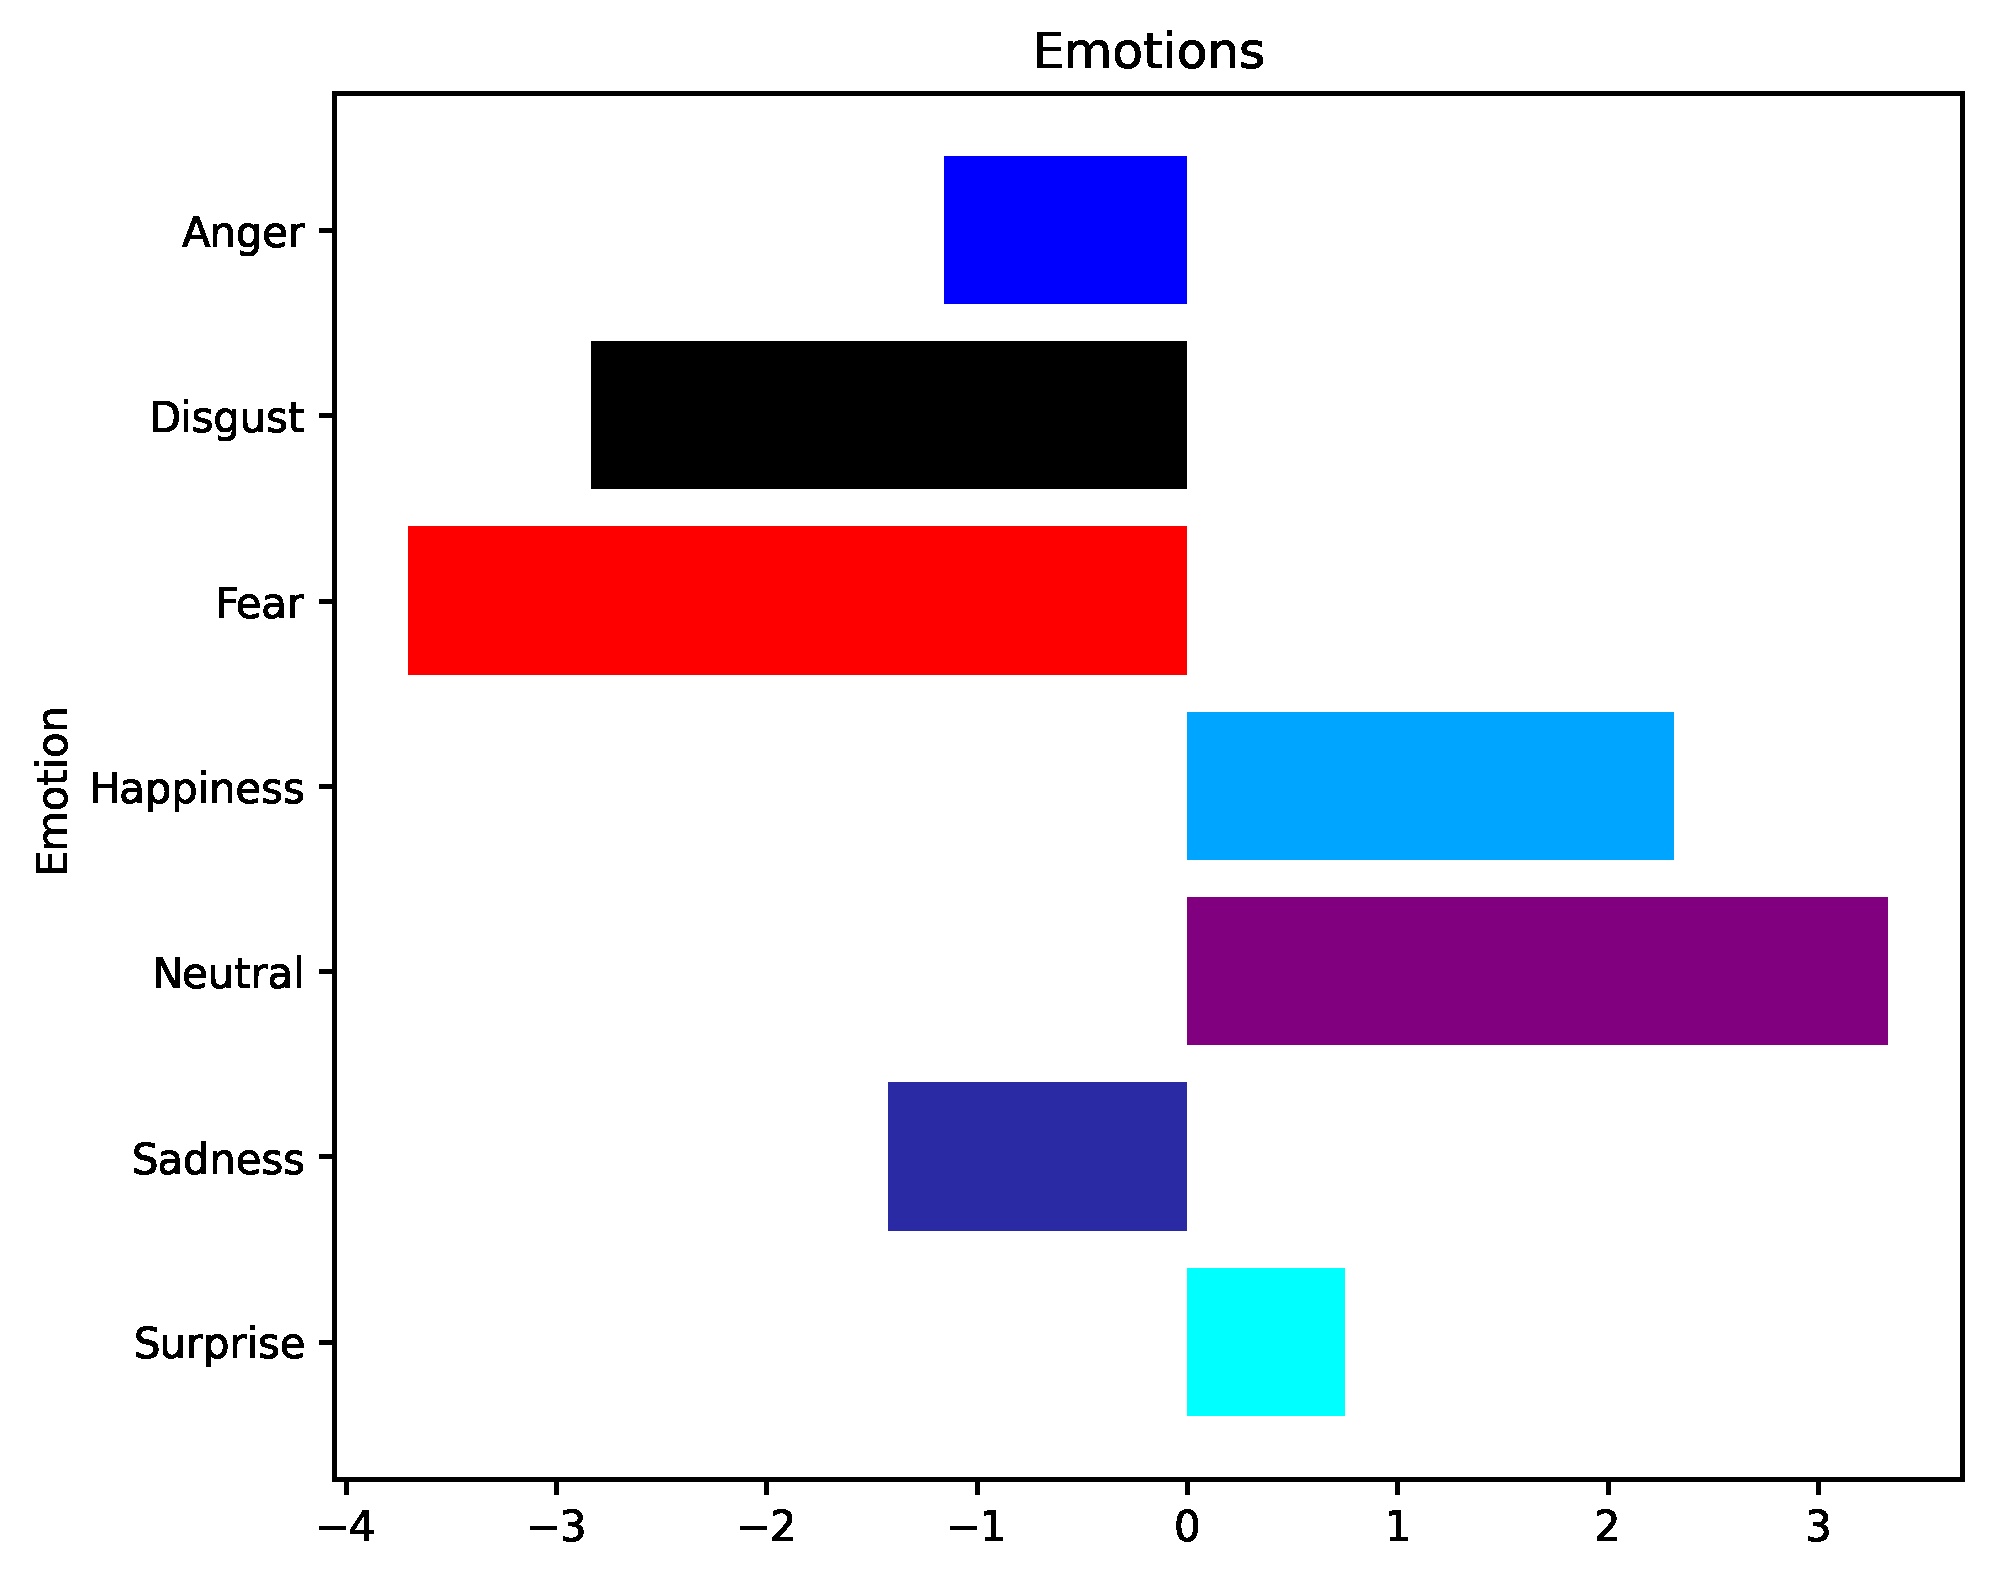 Emotions
Emotion
Anger
Disgust
Fear
Happiness
Neutral
Sadness
Surprise
−4 −3 −2 −1 0 1 2 3